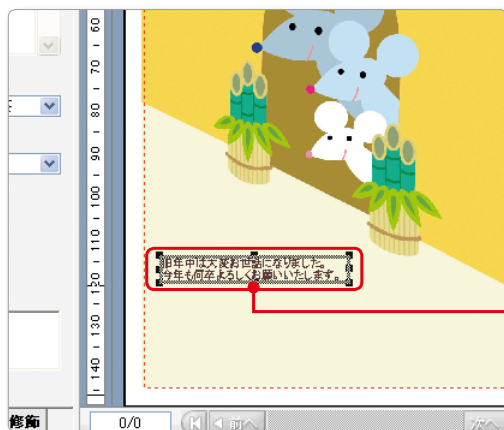 60
70
80
90
100
110
120
130
140
旧年中は大変お世話になりました。
今年も何卒よろしくお願いいたします。
修飾
0/0
前へ
次へ